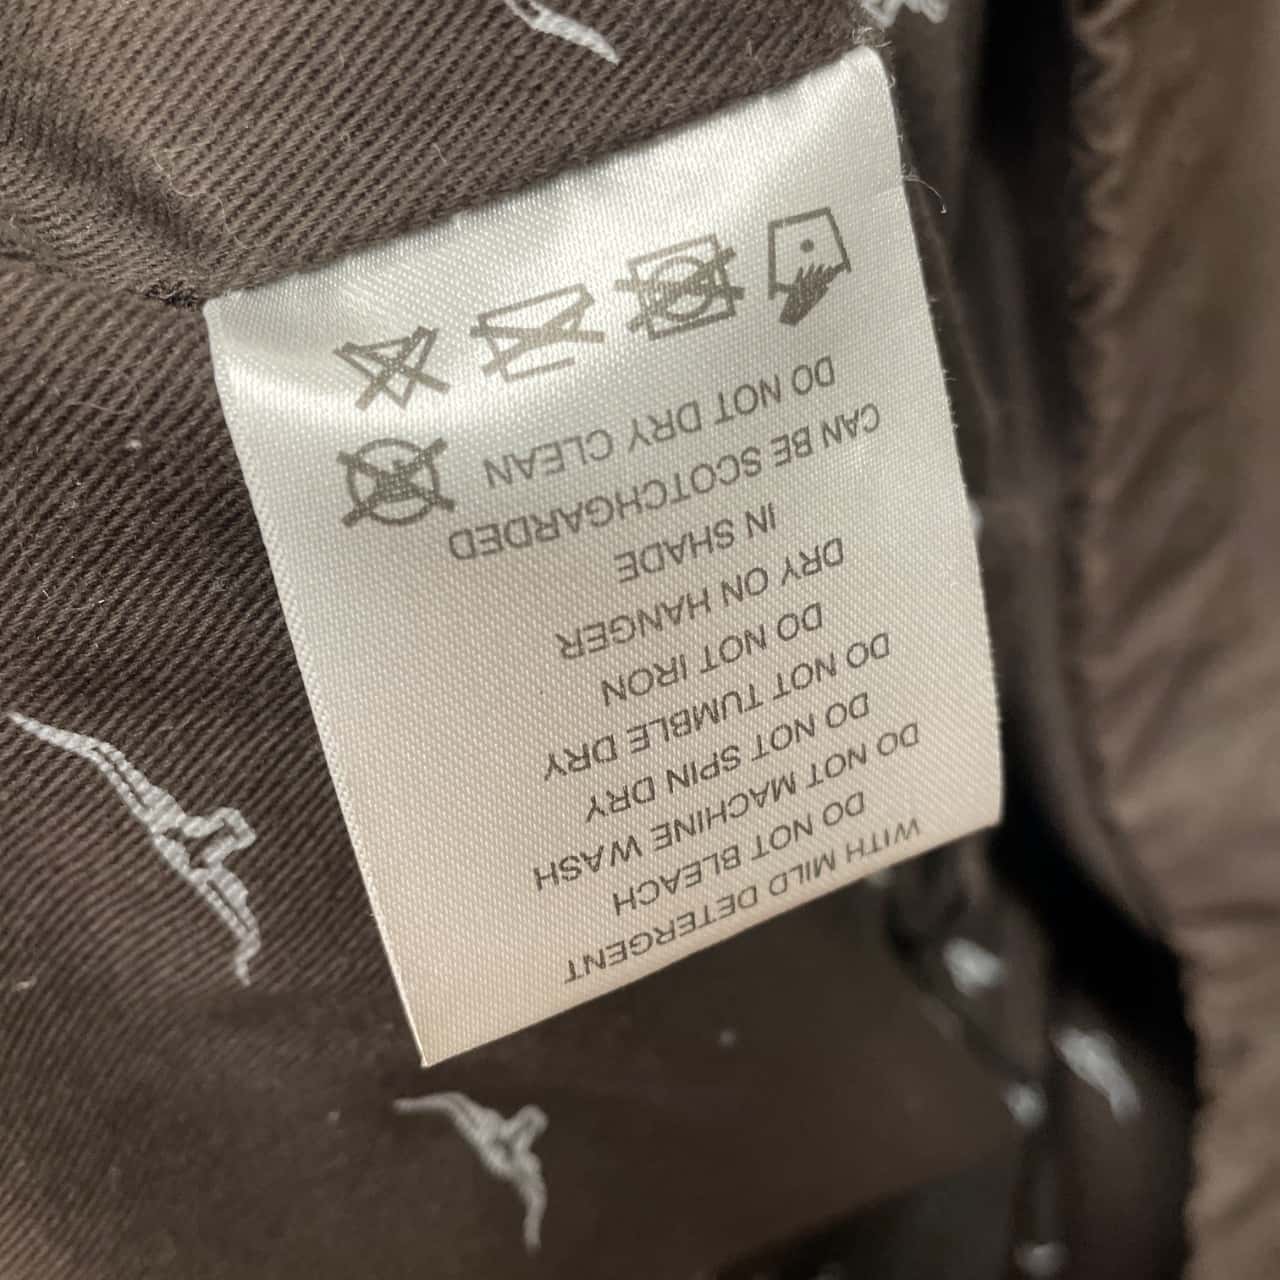 WITH MILD DETERGENT
DO NOT BLEACH
DO NOT MACHINE WASH
DO NOT SPIN DRY
DO NOT TUMBLE DRY
DO NOT IRON
DRY ON HANGER
IN SHADE
CAN BE SCOTCHGARDED
DO NOT DRY CLEAN